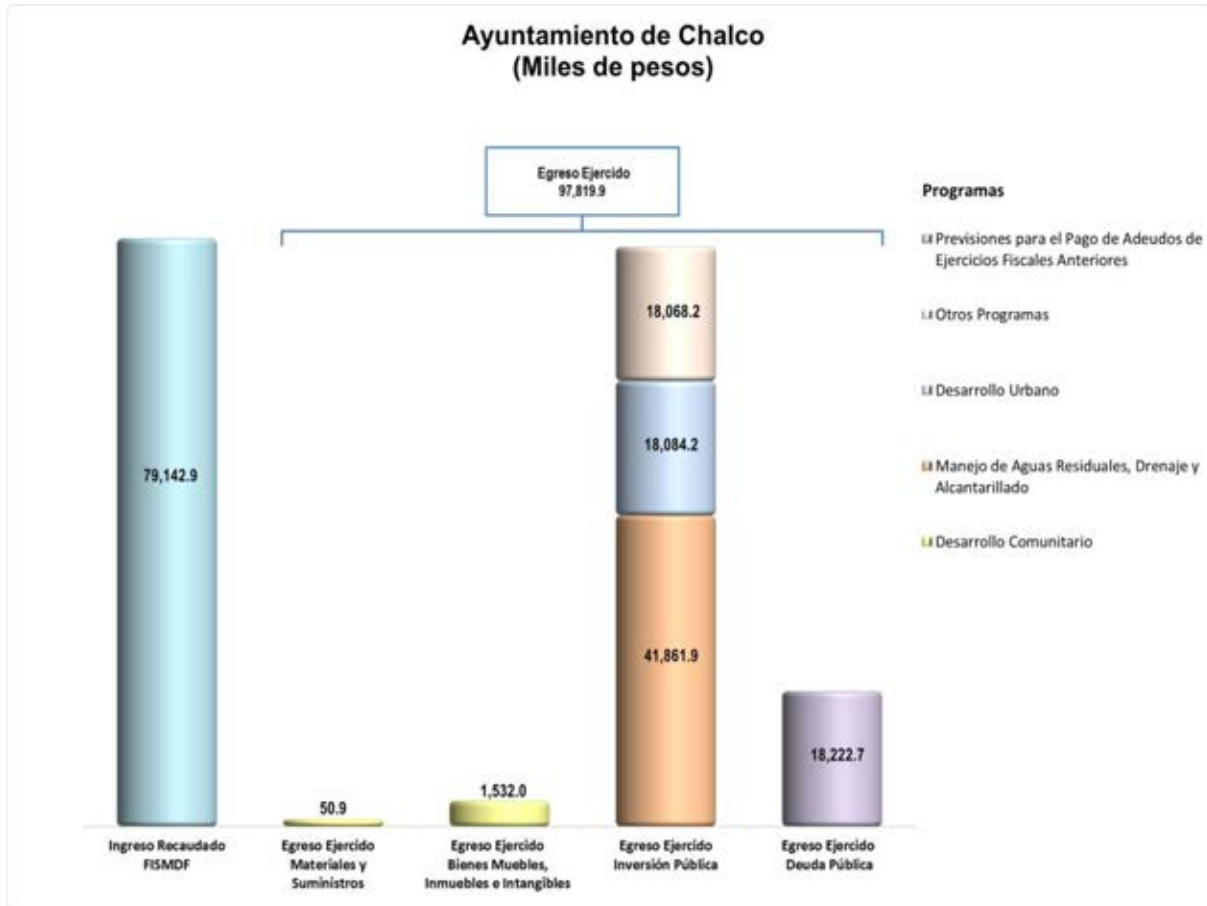 Ayuntamiento de Chalco
(Miles de pesos)
Egreso Ejercido
97,819.9
79,142.9
50.9
1,532.0
18,068.2
18,084.2
41,861.9
18,222.7
Ingreso Recaudado
FISMDF
Egreso Ejercido
Materiales y
Suministros
Egreso Ejercido
Bienes Muebles,
Inmuebles e Intangibles
Egreso Ejercido
Inversión Pública
Egreso Ejercido
Deuda Pública
Programas
Previsiones para el Pago de Adeudos de
Ejercicios Fiscales Anteriores
Otros Programas
Desarrollo Urbano
Manejo de Aguas Residuales, Drenaje y
Alcantarillado
Desarrollo Comunitario